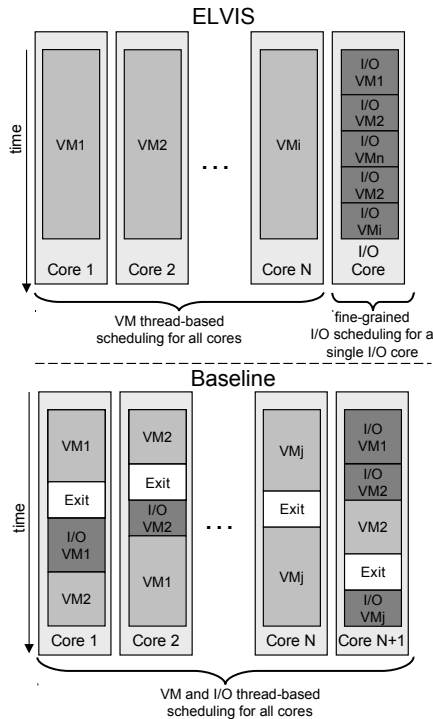 ELVIS
time
VM1
VM2
...
VMi
I/O
VM1
I/O
VM2
I/O
VMn
I/O
VM2
I/O
VMi
Core 1
Core 2
Core N
I/O
Core
VM thread-based
scheduling for all cores
fine-grained
I/O scheduling for a
single I/O core
Baseline
time
VM1
Exit
I/O
VM1
VM2
Core 1
VM2
Exit
I/O
VM2
VM1
Core 2
...
VMj
Exit
VMj
Core N
I/O
VM1
I/O
VM2
VM2
Exit
I/O
VMj
Core N+1
VM and I/O thread-based
scheduling for all cores